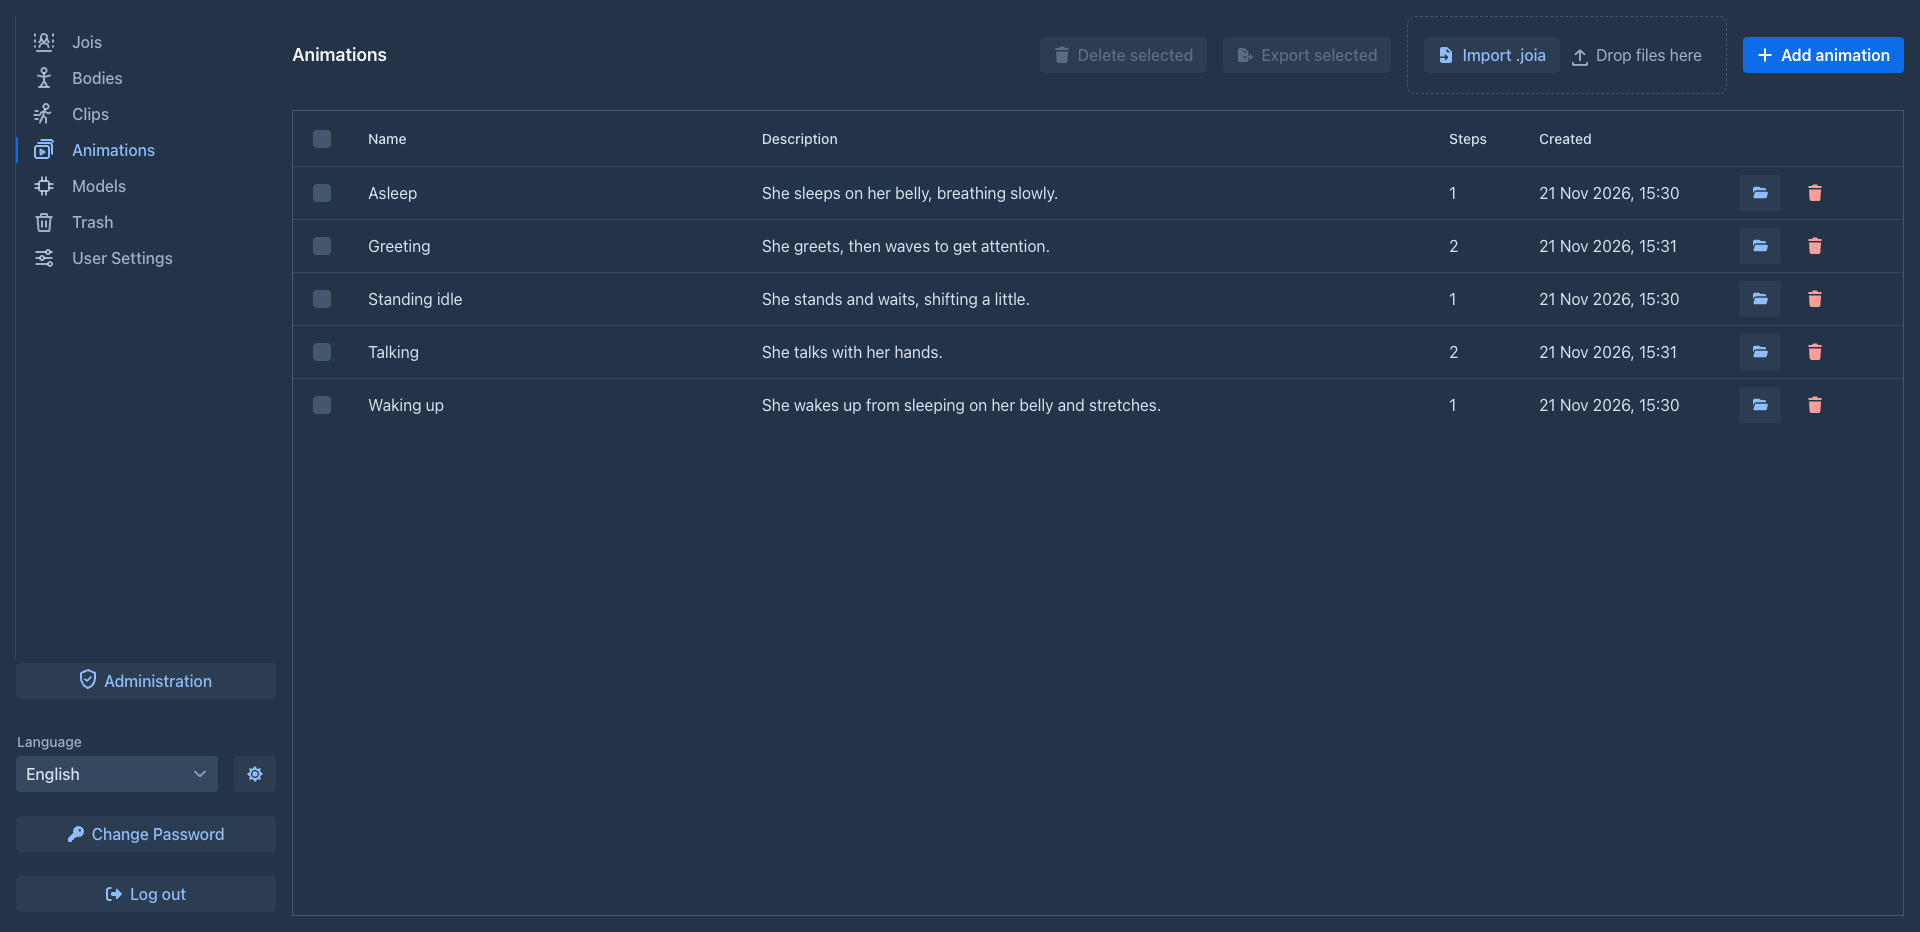 Jois
Bodies
Clips
Animations
Models
Trash
User Settings
Administration
Language
English
Change Password
Log out
Animations
Delete selected
Export selected
Import .joia
Drop files here
Add animation
Name Description Steps Created
Asleep She sleeps on her belly, breathing slowly. 1 21 Nov 2026, 15:30
Greeting She greets, then waves to get attention. 2 21 Nov 2026, 15:31
Standing idle She stands and waits, shifting a little. 1 21 Nov 2026, 15:30
Talking She talks with her hands. 2 21 Nov 2026, 15:31
Waking up She wakes up from sleeping on her belly and stretches. 1 21 Nov 2026, 15:30